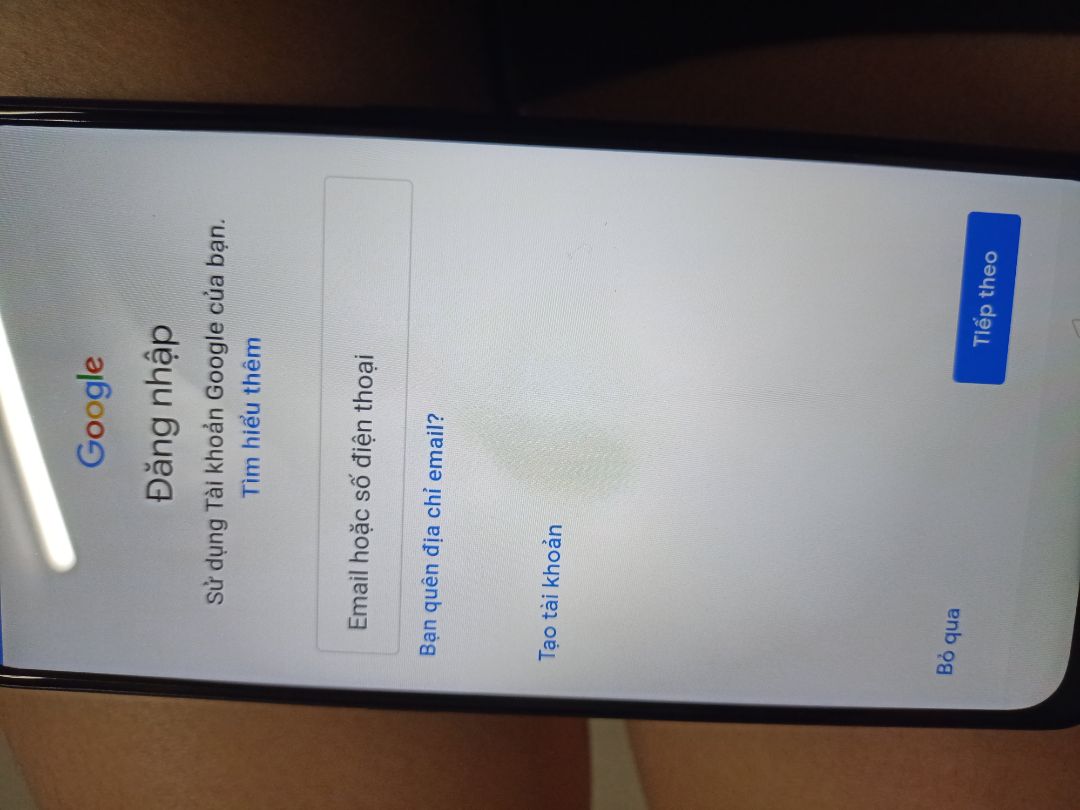 Google
Đăng nhập
Sử dụng Tài khoản Google của bạn.
Tìm hiểu thêm
Email hoặc số điện thoại
Bạn quên địa chỉ email?
Tạo tài khoản
Bỏ qua
Tiếp theo